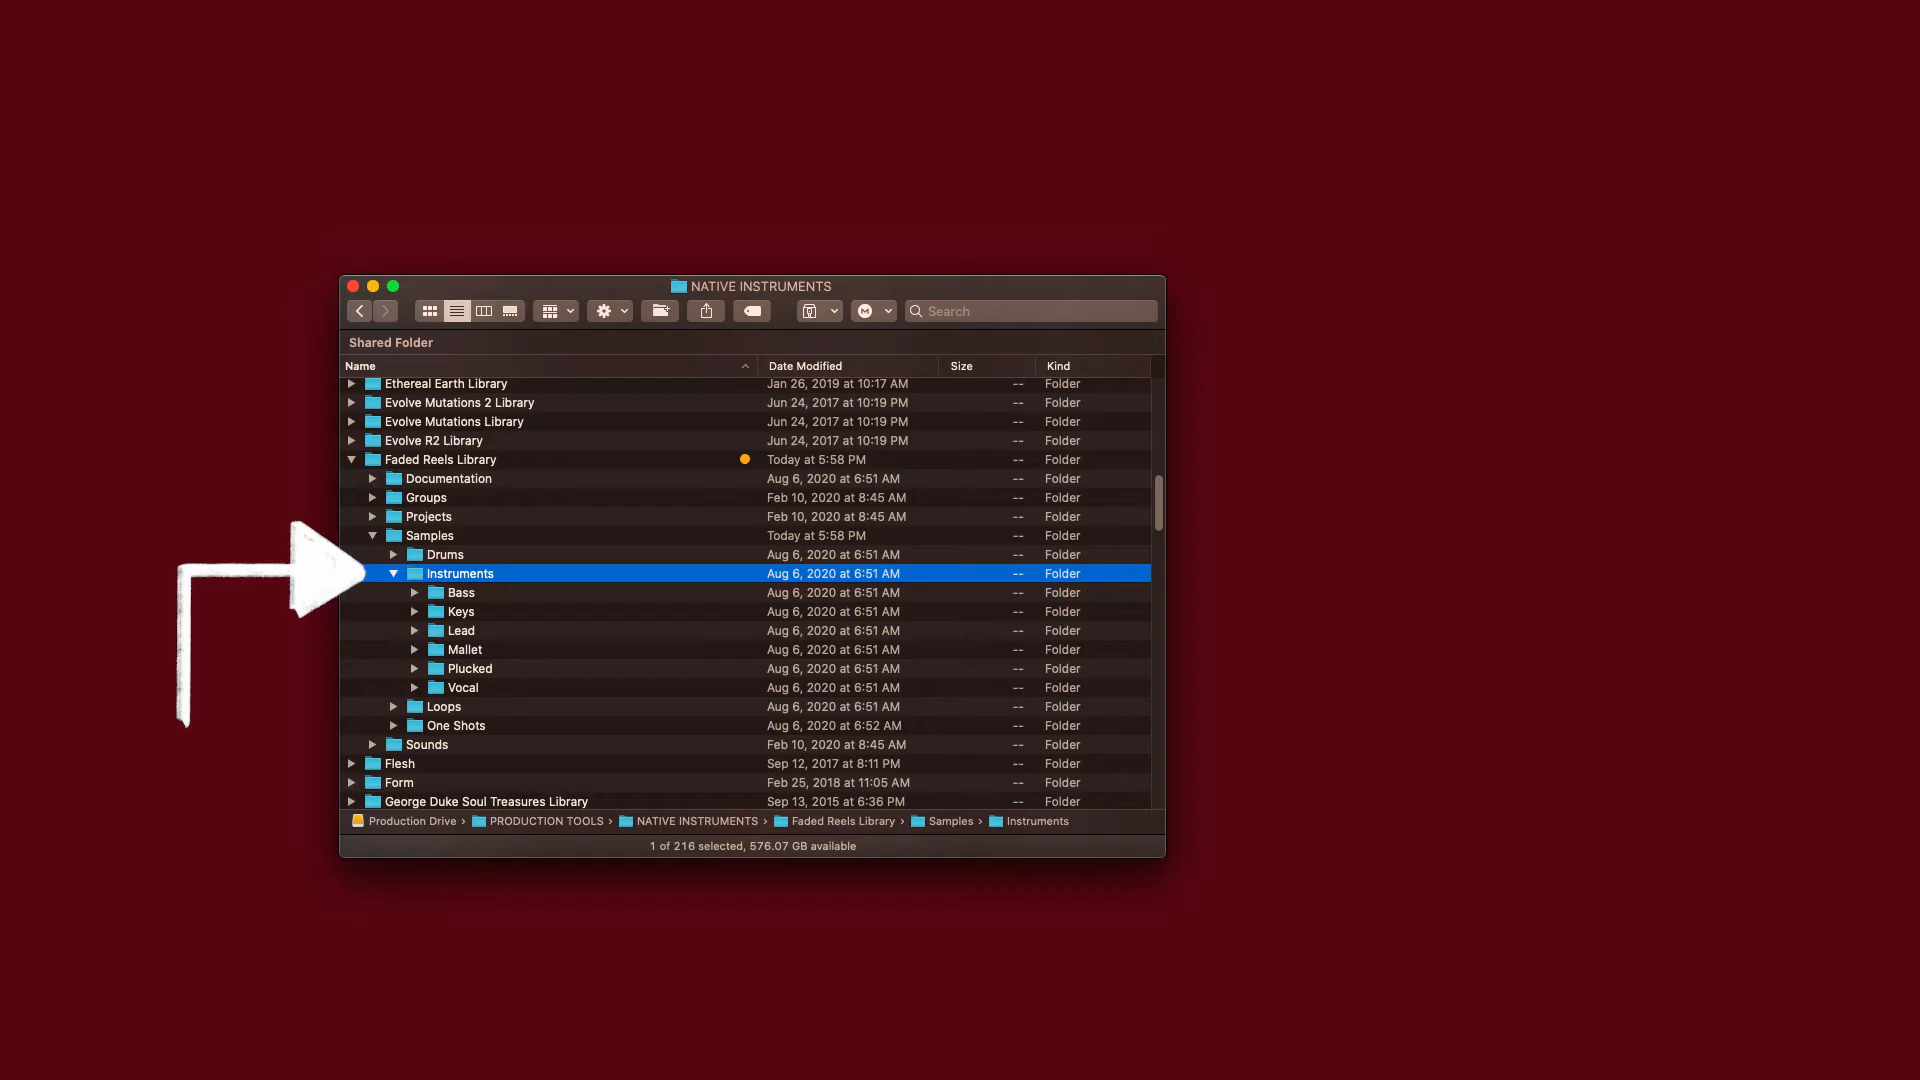 NATIVE INSTRUMENTS
Search
Shared Folder
Name Date Modified Size Kind
Ethereal Earth Library Jan 26, 2019 at 10:17 AM -- Folder
Evolve Mutations 2 Library Jun 24, 2017 at 10:19 PM -- Folder
Evolve Mutations Library Jun 24, 2017 at 10:19 PM -- Folder
Evolve R2 Library Jun 24, 2017 at 10:19 PM -- Folder
Faded Reels Library Today at 5:58 PM -- Folder
Documentation Aug 6, 2020 at 6:51 AM -- Folder
Groups Feb 10, 2020 at 8:45 AM -- Folder
Projects Feb 10, 2020 at 8:45 AM -- Folder
Samples Today at 5:58 PM -- Folder
Drums Aug 6, 2020 at 6:51 AM -- Folder
Instruments Aug 6, 2020 at 6:51 AM -- Folder
Bass Aug 6, 2020 at 6:51 AM -- Folder
Keys Aug 6, 2020 at 6:51 AM -- Folder
Lead Aug 6, 2020 at 6:51 AM -- Folder
Mallet Aug 6, 2020 at 6:51 AM -- Folder
Plucked Aug 6, 2020 at 6:51 AM -- Folder
Vocal Aug 6, 2020 at 6:51 AM -- Folder
Loops Aug 6, 2020 at 6:51 AM -- Folder
One Shots Aug 6, 2020 at 6:52 AM -- Folder
Sounds Feb 10, 2020 at 8:45 AM -- Folder
Flesh Sep 12, 2017 at 8:11 PM -- Folder
Form Feb 25, 2018 at 11:05 AM -- Folder
George Duke Soul Treasures Library Sep 13, 2015 at 6:36 PM -- Folder
Production Drive › PRODUCTION TOOLS › NATIVE INSTRUMENTS › Faded Reels Library › Samples › Instruments
1 of 216 selected, 576.07 GB available